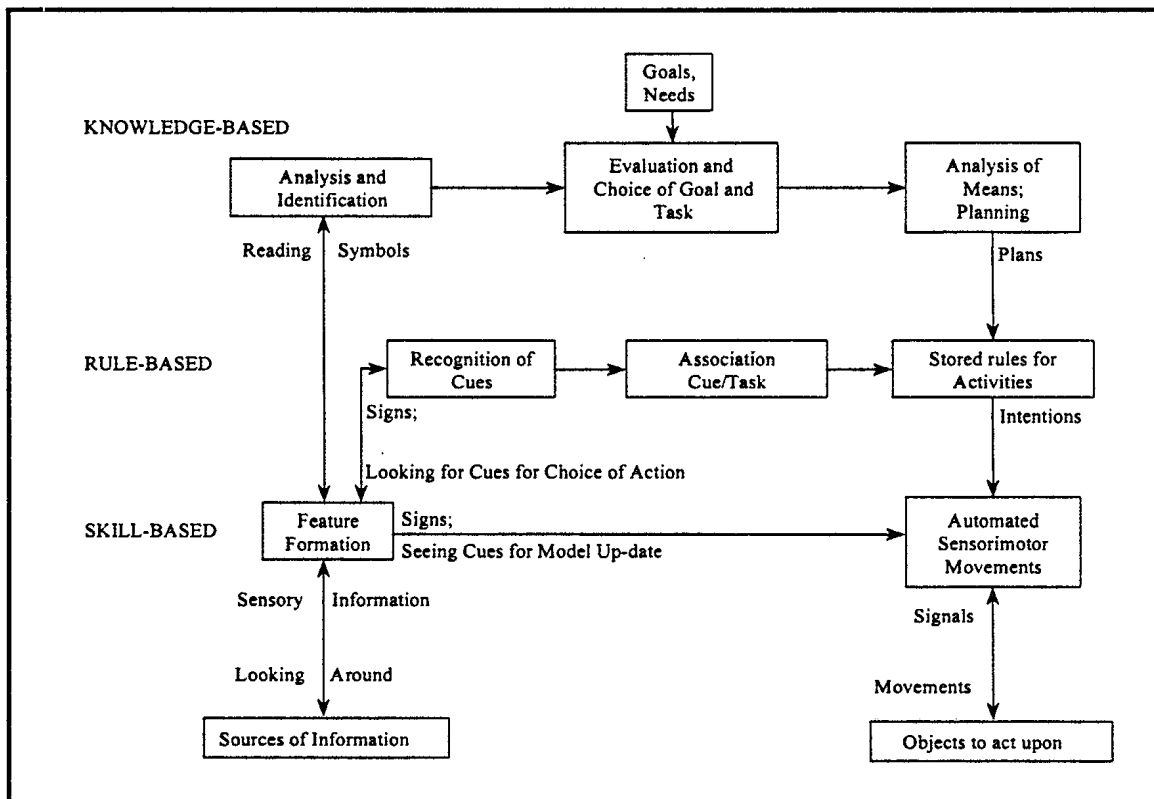 Goals,
Needs
KNOWLEDGE-BASED
Analysis and
Identification
Evaluation and
Choice of Goal and
Task
Analysis of
Means;
Planning
Reading Symbols
Plans
RULE-BASED
Recognition of
Cues
Association
Cue/Task
Stored rules for
Activities
Signs;
Intentions
Looking for Cues for Choice of Action
SKILL-BASED
Feature
Formation
Signs;
Seeing Cues for Model Up-date
Automated
Sensorimotor
Movements
Sensory Information
Signals
Looking Around
Movements
Sources of Information
Objects to act upon